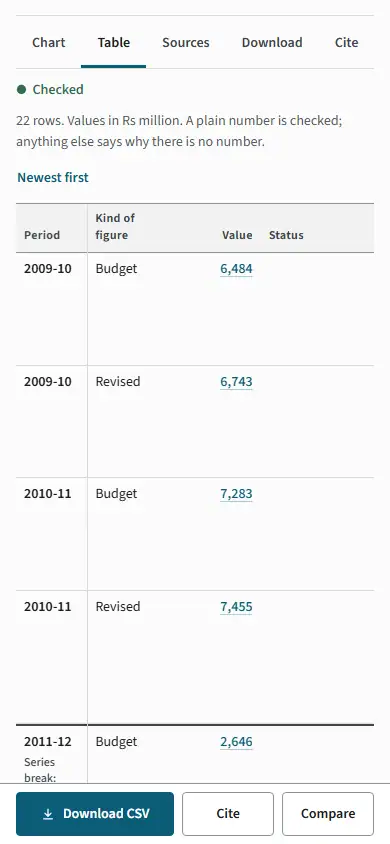 Chart Table Sources Download Cite
Checked
22 rows. Values in Rs million. A plain number is checked;
anything else says why there is no number.
Newest first
Period Kind of figure Value Status
2009-10 Budget 6,484
2009-10 Revised 6,743
2010-11 Budget 7,283
2010-11 Revised 7,455
2011-12 Budget 2,646
Series
break:
Download CSV Cite Compare